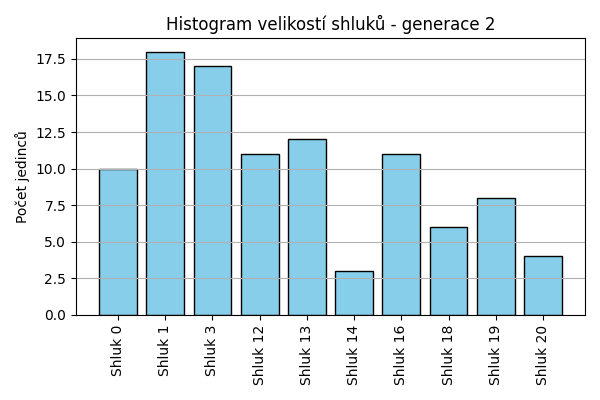 Histogram velikostí shluků - generace 2
Počet jedinců
17.5
15.0
12.5
10.0
7.5
5.0
2.5
0.0
Shluk 0
Shluk 1
Shluk 3
Shluk 12
Shluk 13
Shluk 14
Shluk 16
Shluk 18
Shluk 19
Shluk 20